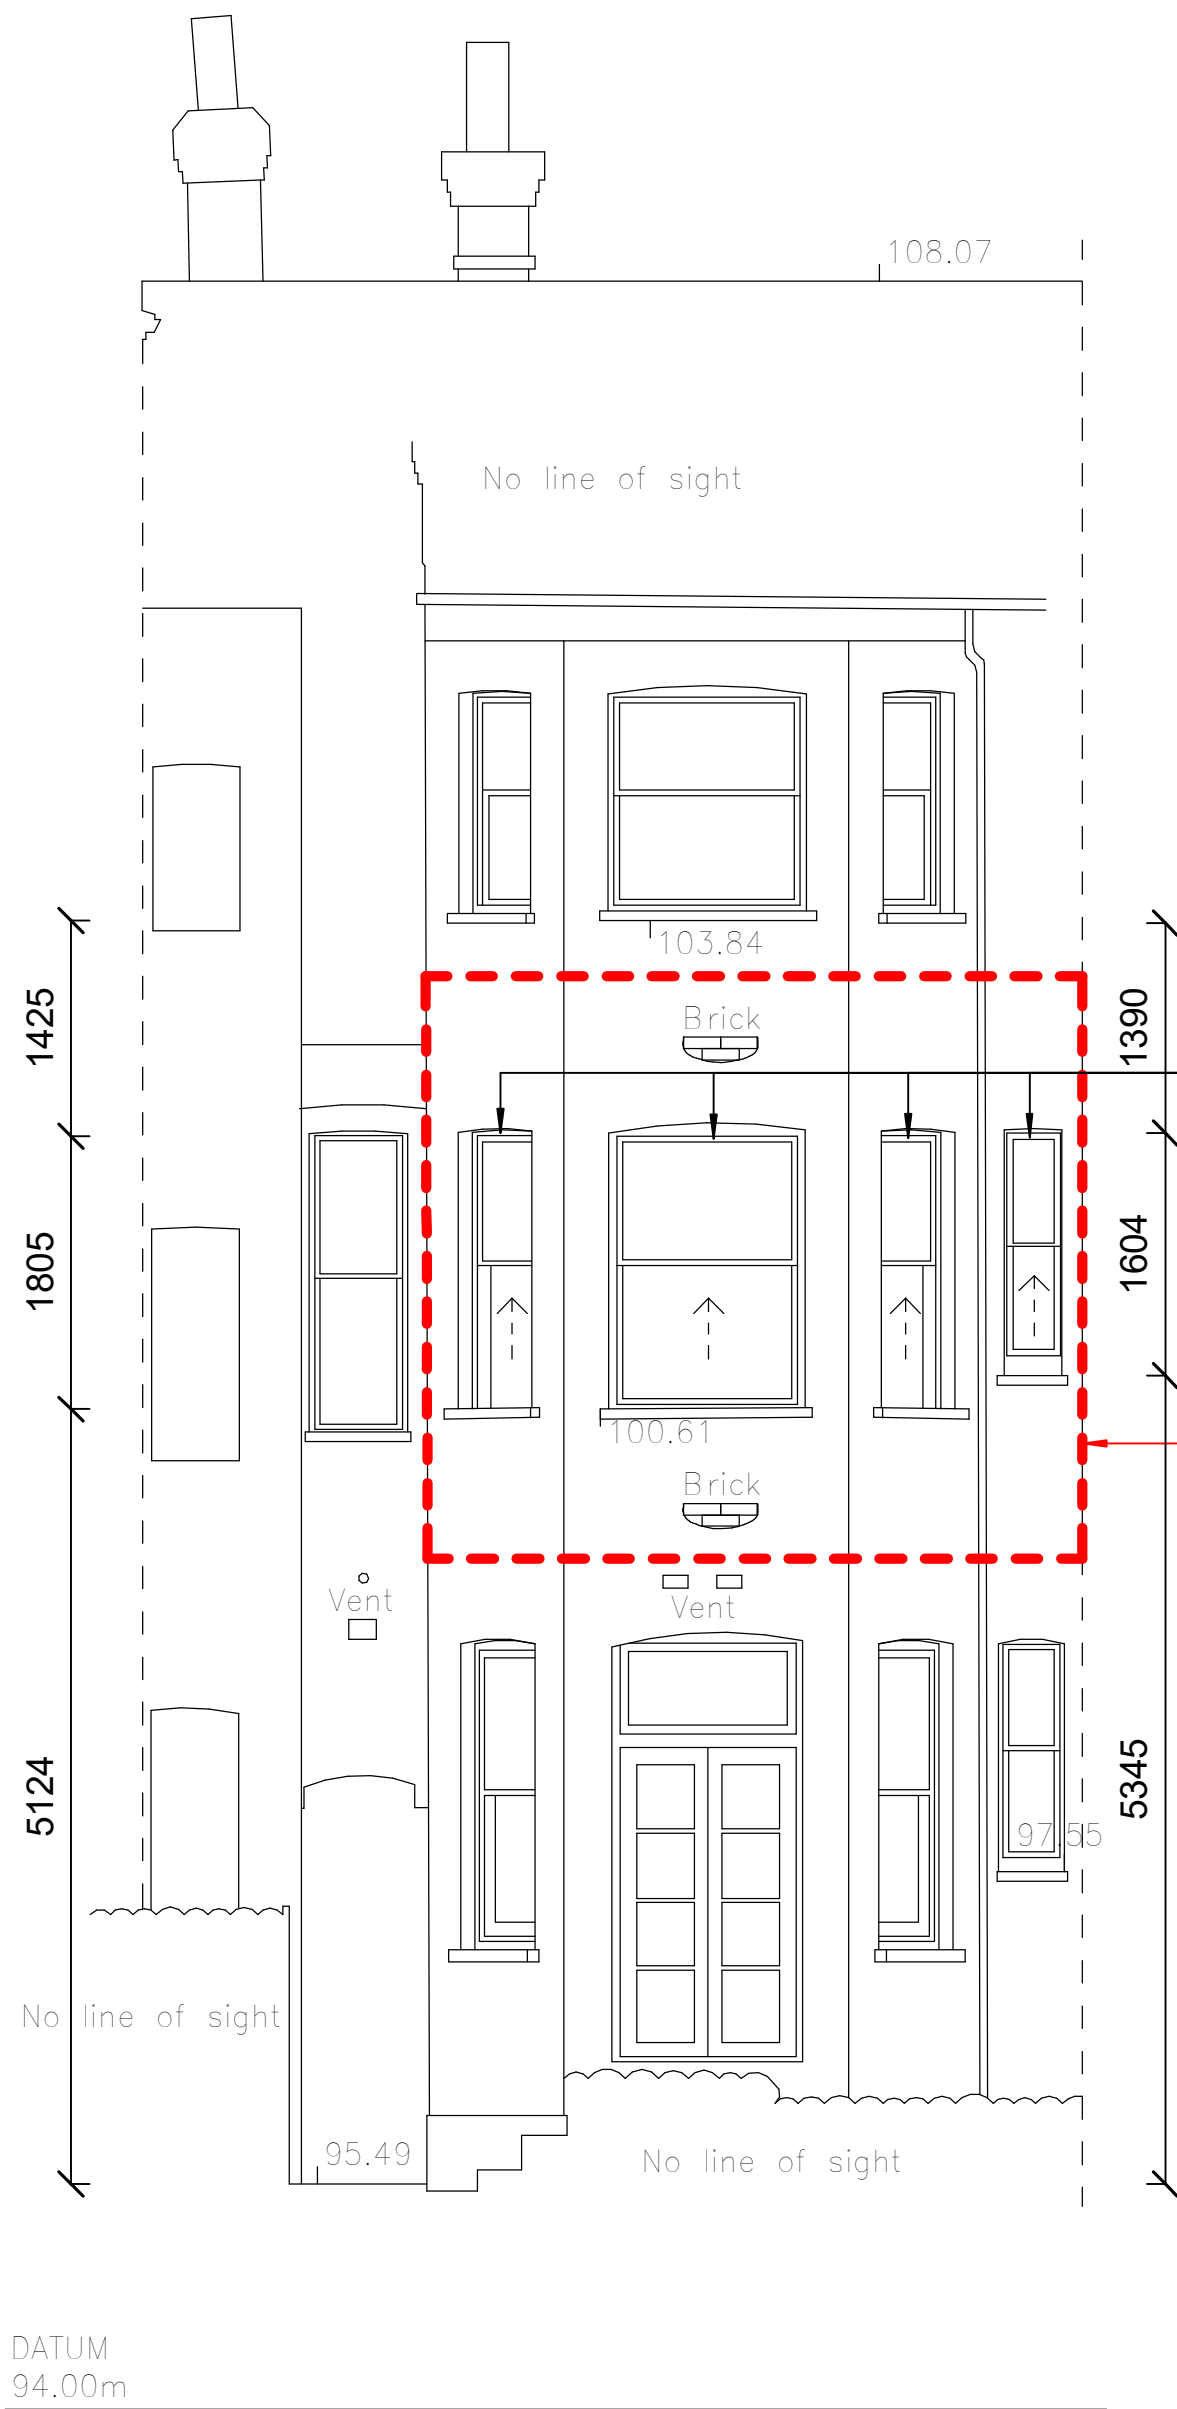 108.07
No line of sight
103.84
1425
1390
Brick
1805
1604
100.61
Brick
Vent
Vent
5124
5345
97.55
No line of sight
95.49
No line of sight
DATUM
94.00m